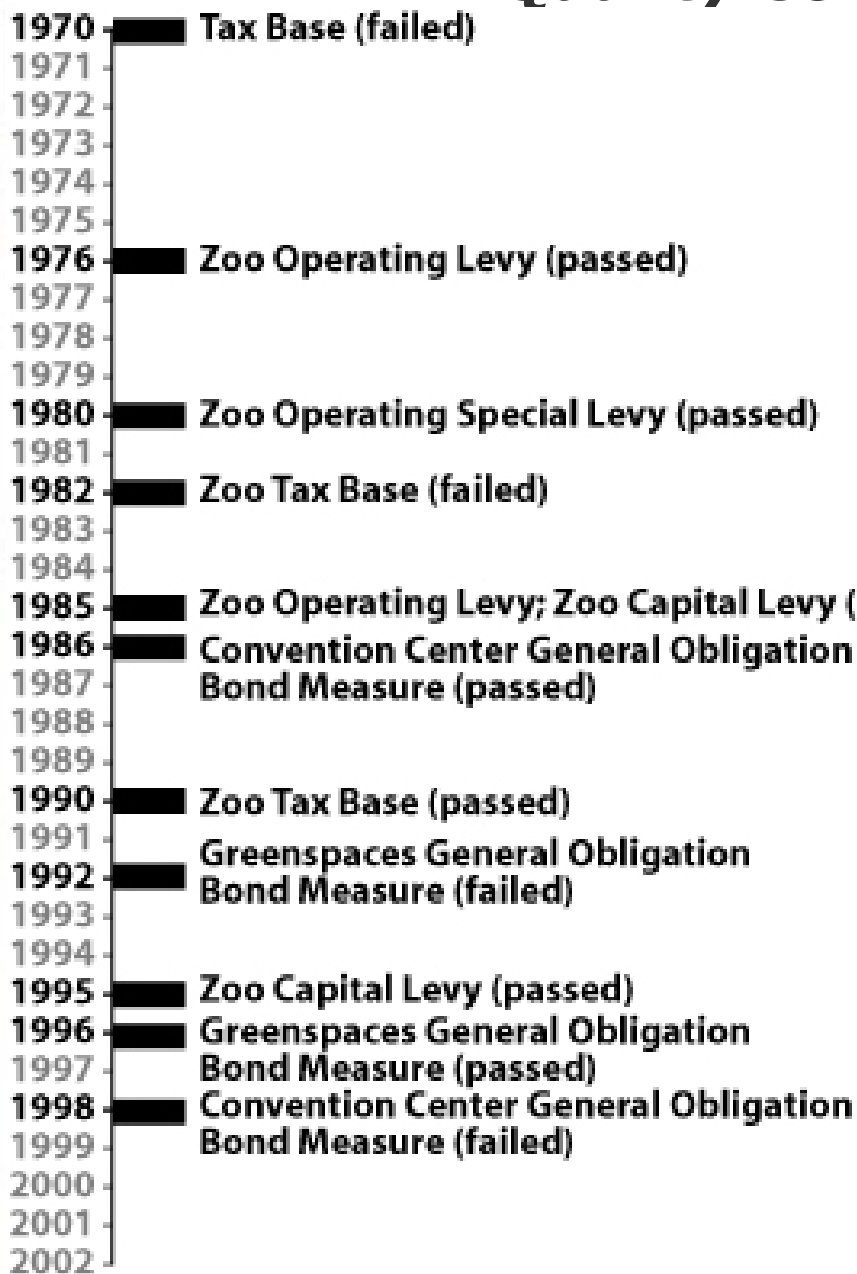 1970 Tax Base (failed)
1971
1972
1973
1974
1975
1976 Zoo Operating Levy (passed)
1977
1978
1979
1980 Zoo Operating Special Levy (passed)
1981
1982 Zoo Tax Base (failed)
1983
1984
1985 Zoo Operating Levy; Zoo Capital Levy (
1986 Convention Center General Obligation
1987 Bond Measure (passed)
1988
1989
1990 Zoo Tax Base (passed)
1991 Greenspaces General Obligation
1992 Bond Measure (failed)
1993
1994
1995 Zoo Capital Levy (passed)
1996 Greenspaces General Obligation
1997 Bond Measure (passed)
1998 Convention Center General Obligation
1999 Bond Measure (failed)
2000
2001
2002